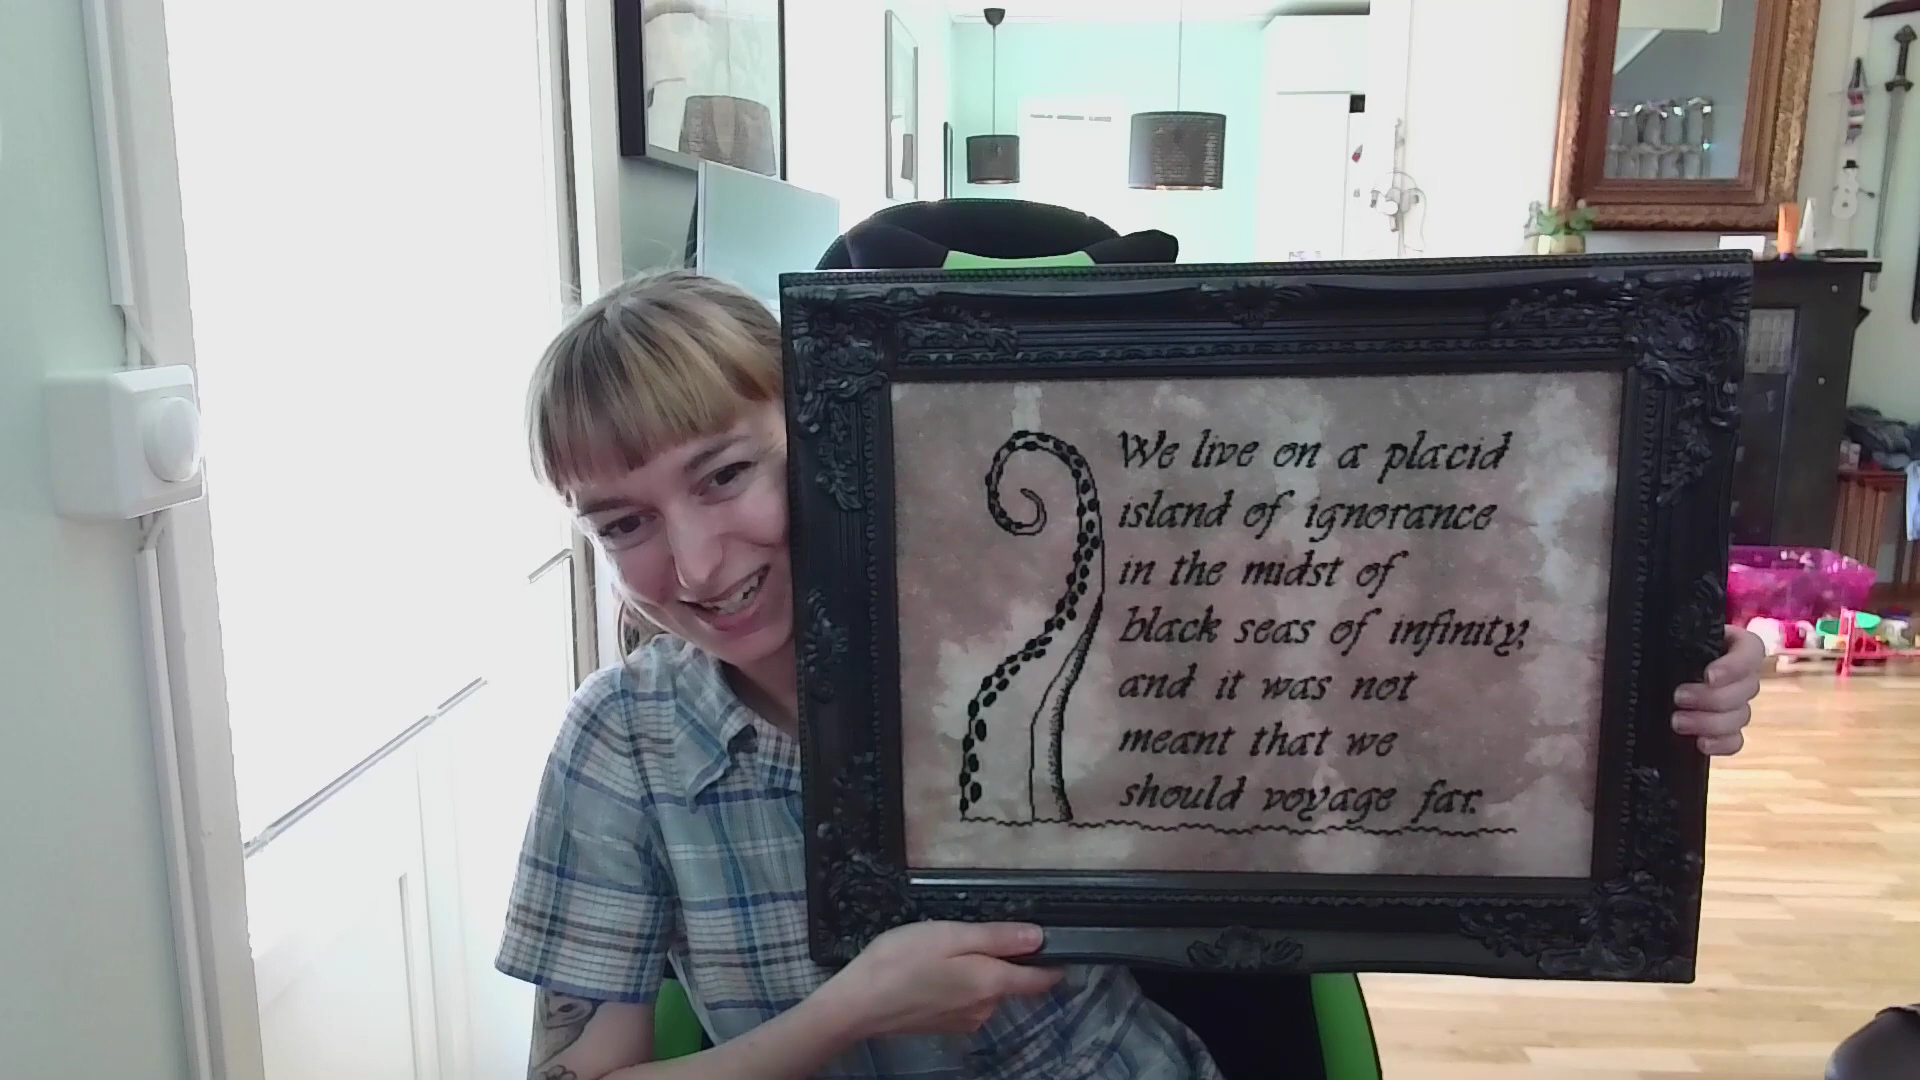 We live on a placid
island of ignorance
in the midst of
black seas of infinity,
and it was not
meant that we
should voyage far.